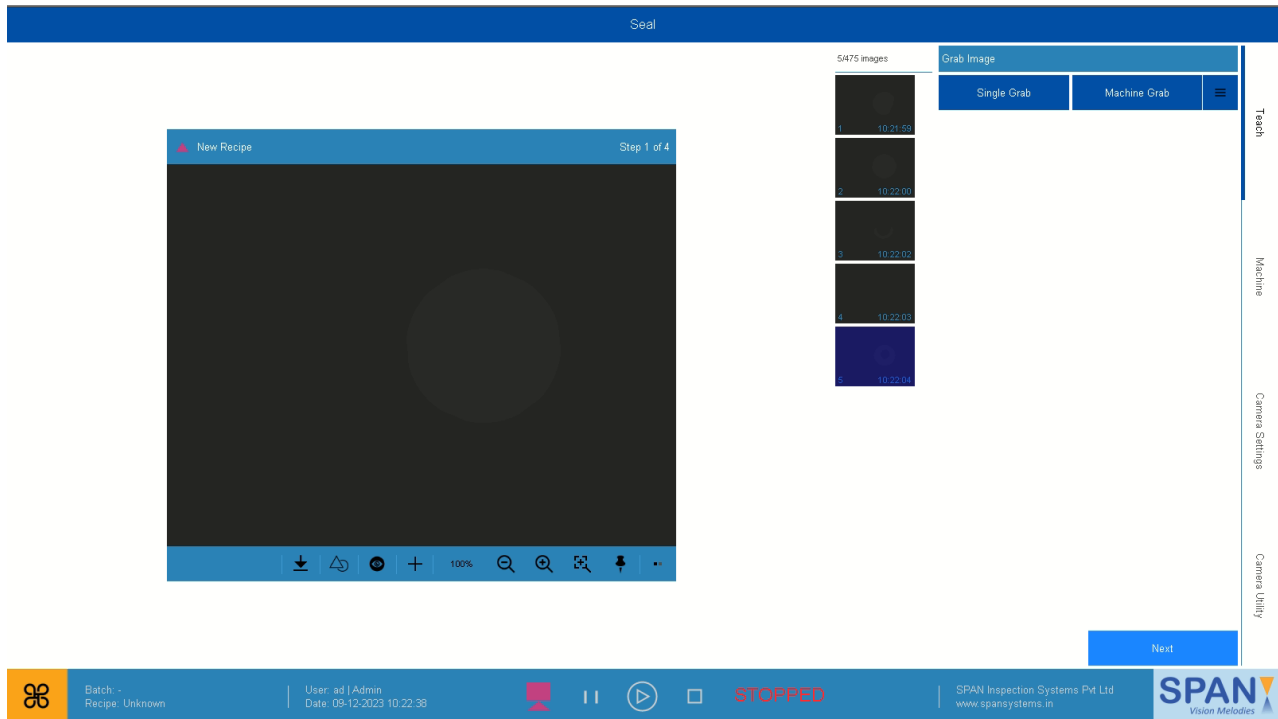 Seal
New Recipe
Step 1 of 4
100%
5/475 images
1 10:21:59
2 10:22:00
3 10:22:02
4 10:22:03
5 10:22:04
Grab Image
Single Grab
Machine Grab
Teach
Machine
Camera Settings
Camera Utility
Next
Batch: -
Recipe: Unknown
User: ad | Admin
Date: 09-12-2023 10:22:38
STOPPED
SPAN Inspection Systems Pvt Ltd
www.spansystems.in
SPAN
Vision Melodies